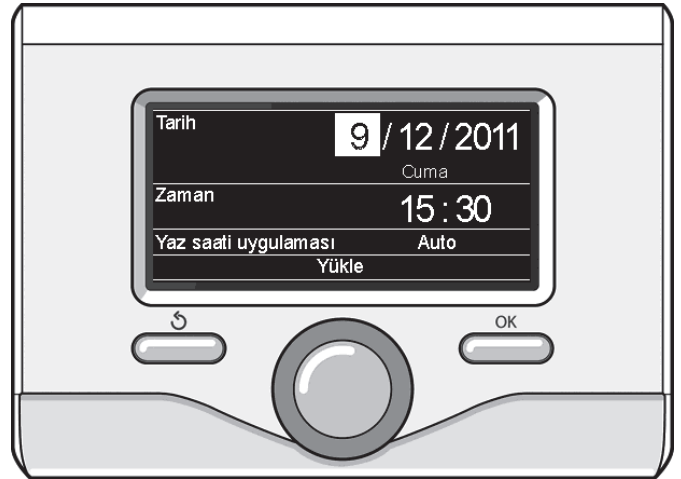 Tarih 9 / 12 / 2011
Cuma
Zaman 15 : 30
Yaz saati uygulaması Auto
Yükle
OK